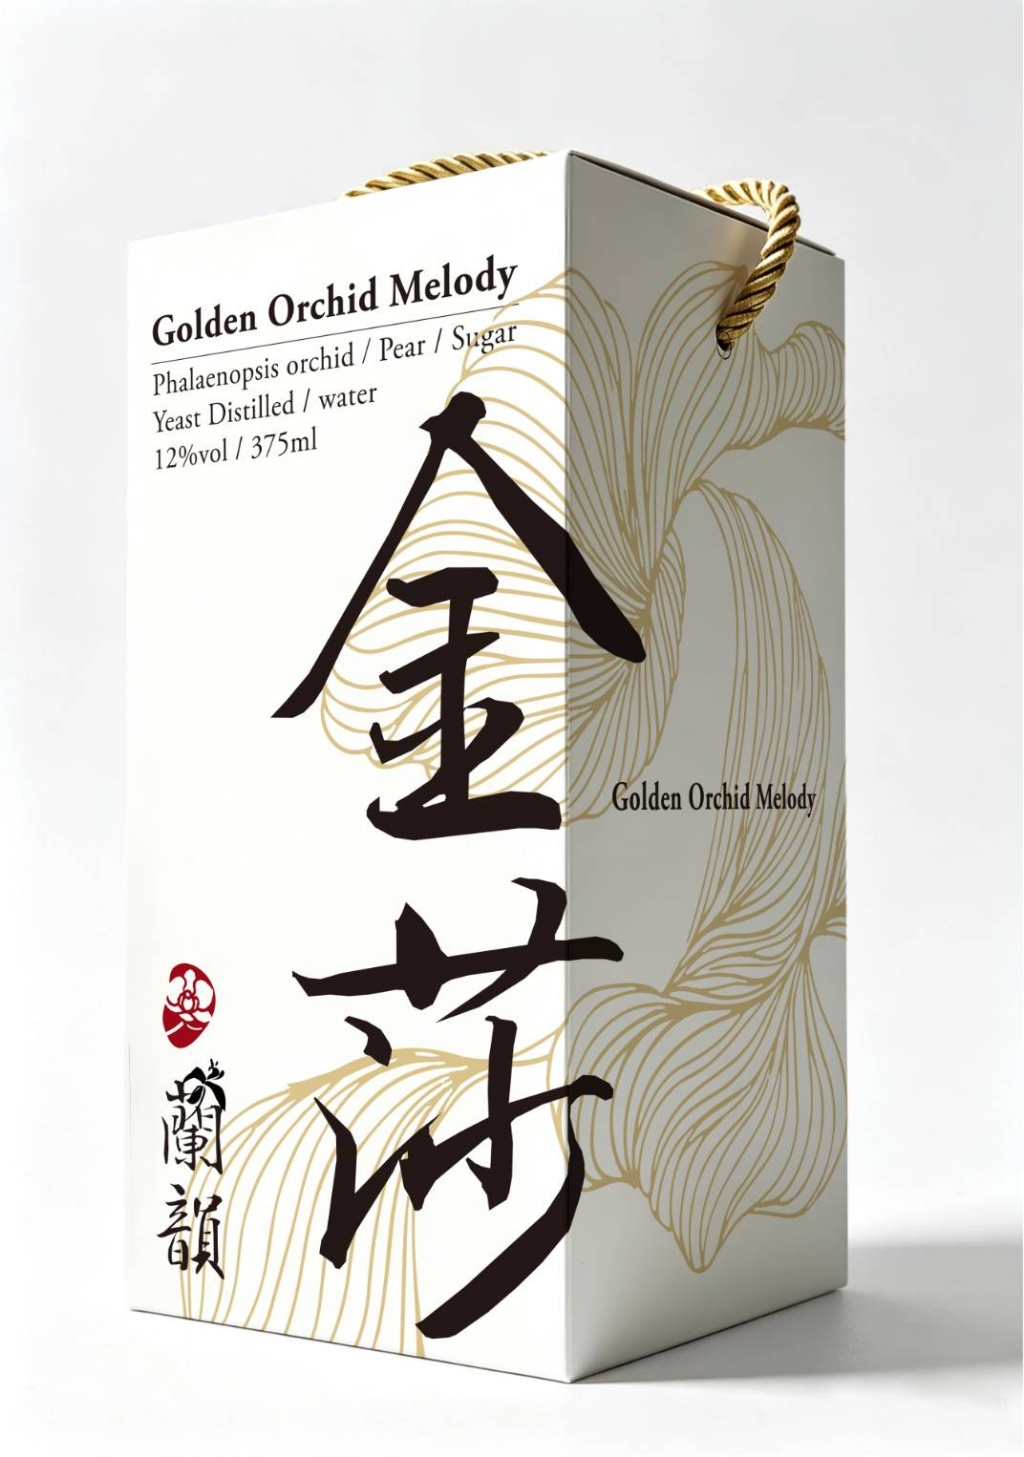 Golden Orchid Melody
Phalaenopsis orchid / Pear / Sugar
Yeast Distilled / water
12%vol / 375ml
金莎
蘭韻
Golden Orchid Melody